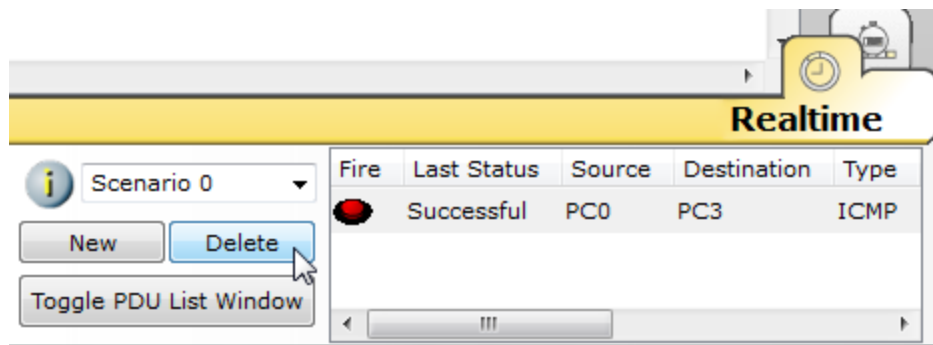 Realtime
i Scenario 0
New Delete
Toggle PDU List Window
Fire Last Status Source Destination Type
Successful PC0 PC3 ICMP